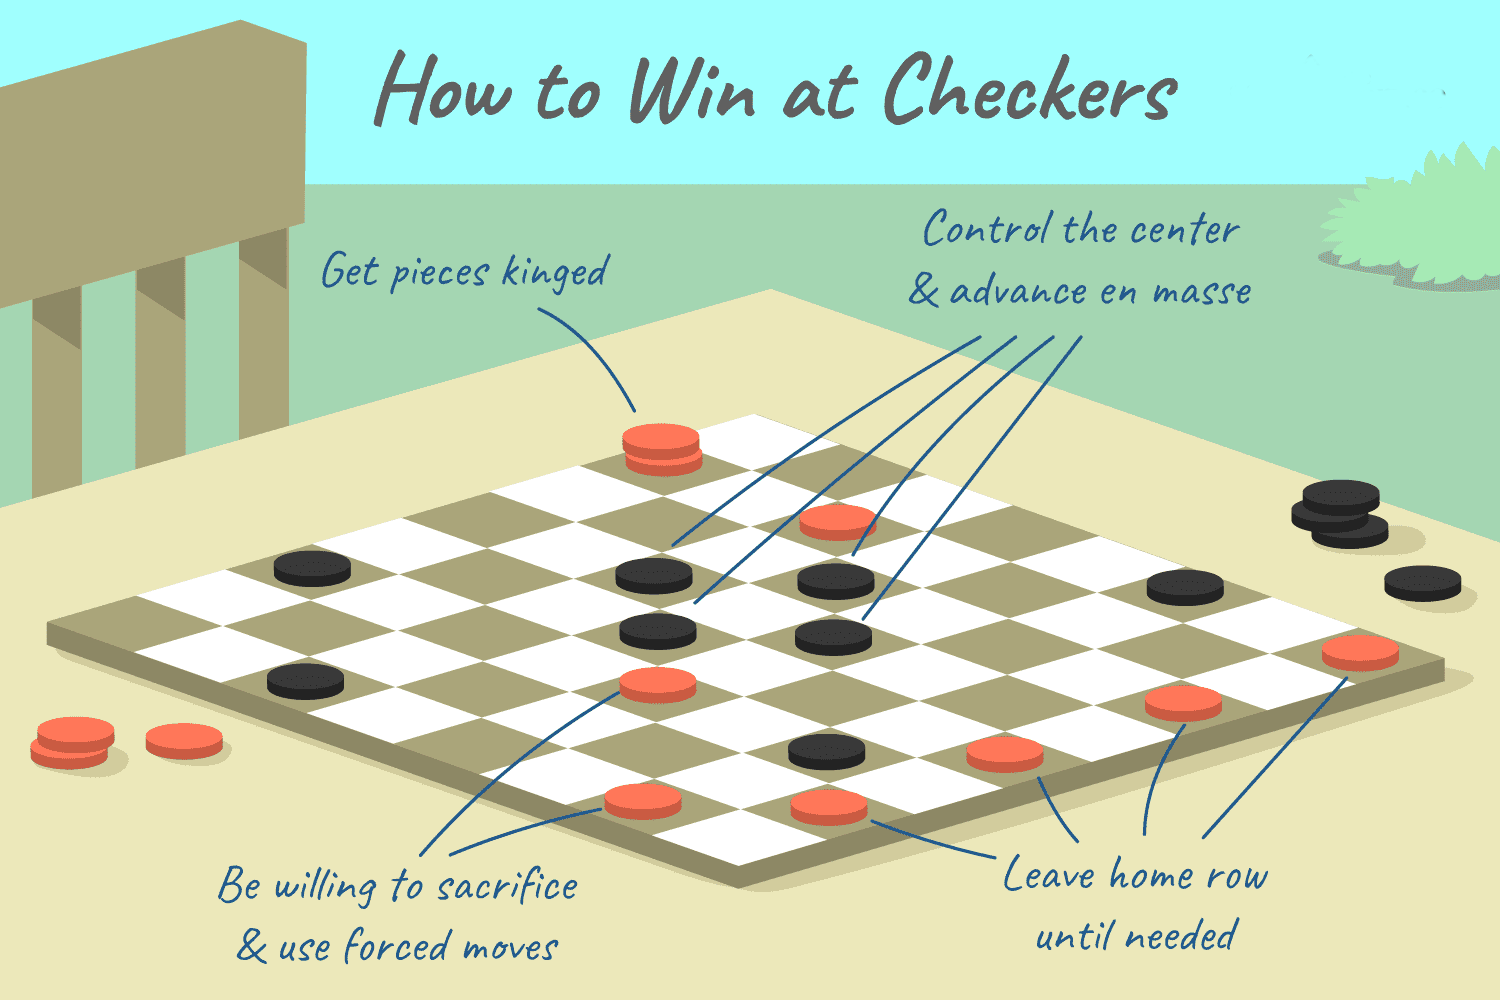 How to Win at Checkers
Get pieces kinged
Control the center
& advance en masse
Be willing to sacrifice
& use forced moves
Leave home row
until needed